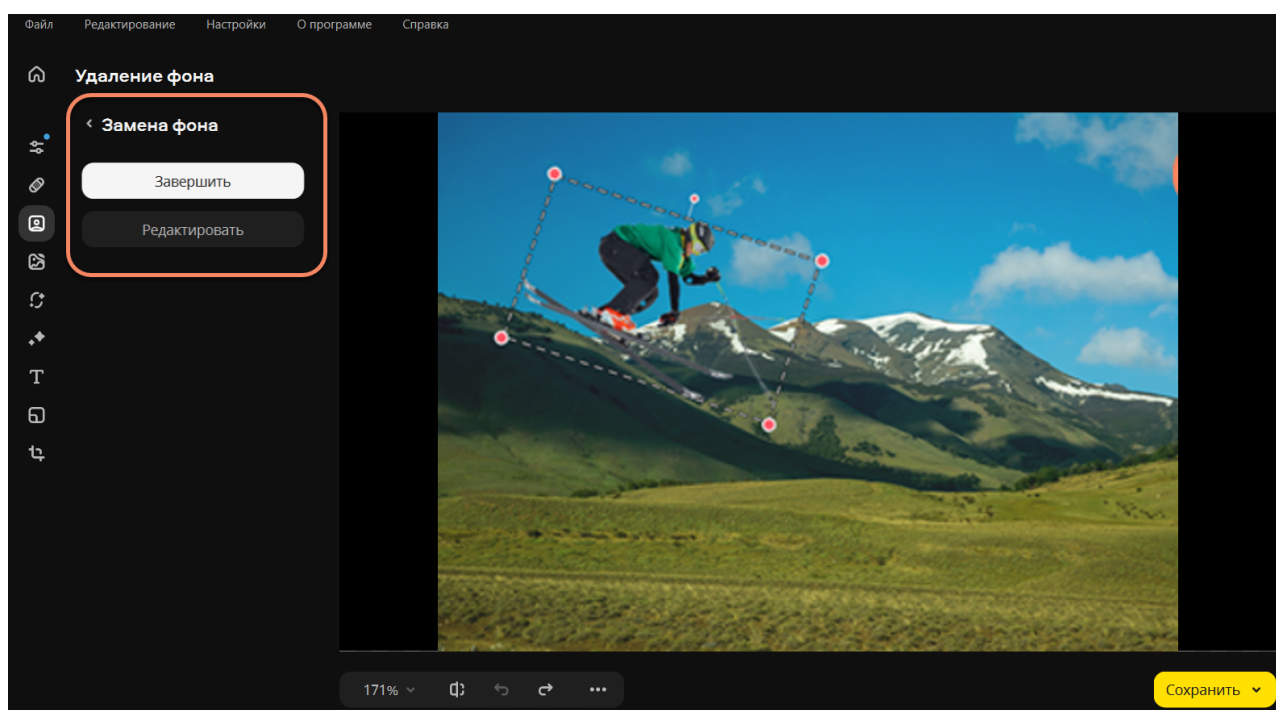 Файл Редактирование Настройки О программе Справка
Удаление фона
Замена фона
Завершить
Редактировать
171%
Сохранить